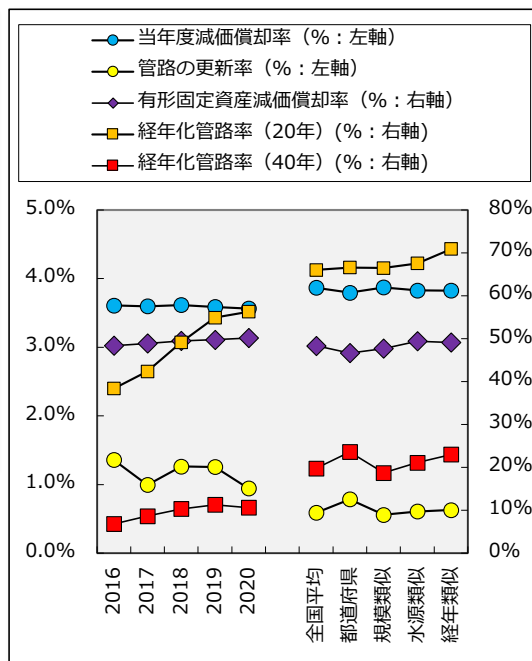 当年度減価償却率（%：左軸）
管路の更新率（%：左軸）
有形固定資産減価償却率（%：右軸）
経年化管路率（20年）(%：右軸)
経年化管路率（40年）(%：右軸)
5.0%
4.0%
3.0%
2.0%
1.0%
0.0%
80%
70%
60%
50%
40%
30%
20%
10%
0%
2016
2017
2018
2019
2020
全国平均
都道府県
規模類似
水源類似
経年類似